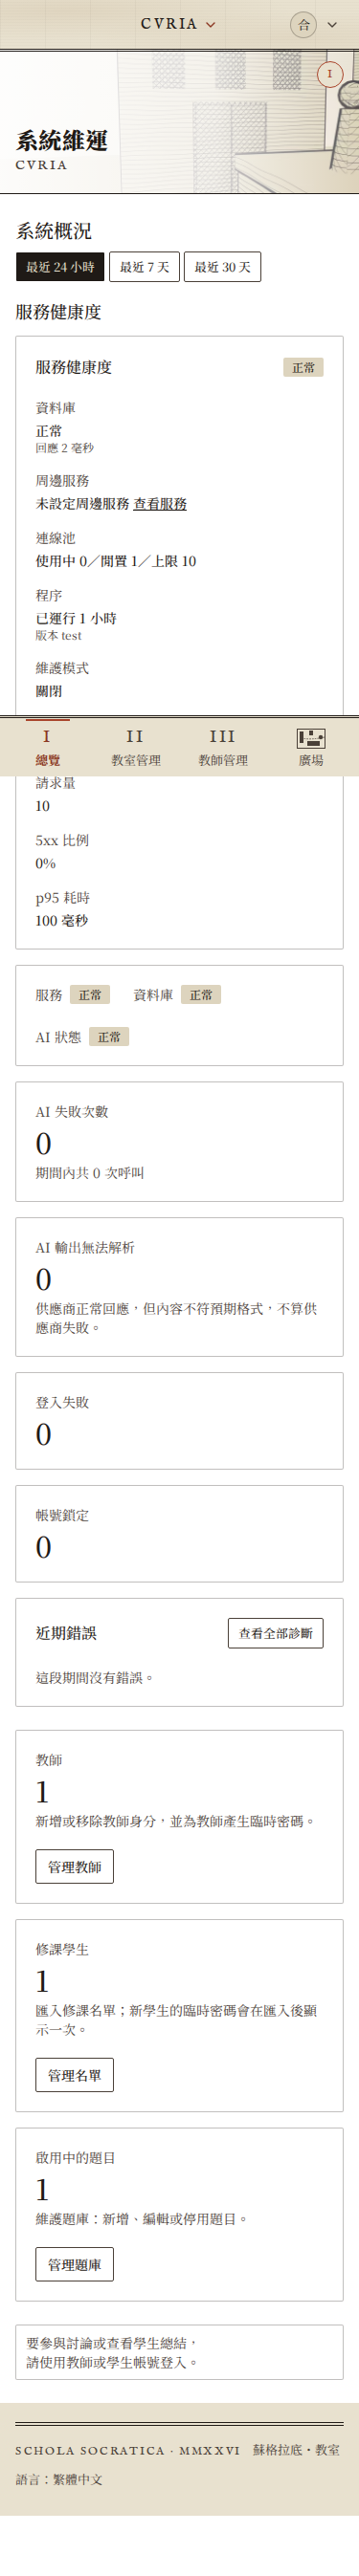 CVRIA
合
I
系統維運
CVRIA
系統概況
最近 24 小時
最近 7 天
最近 30 天
服務健康度
服務健康度
正常
資料庫
正常
回應 2 毫秒
周邊服務
未設定周邊服務 查看服務
連線池
使用中 0／閒置 1／上限 10
程序
已運行 1 小時
版本 test
維護模式
關閉
I
II
III
總覽
教室管理
教師管理
廣場
請求量
10
5xx 比例
0%
p95 耗時
100 毫秒
服務 正常 資料庫 正常
AI 狀態 正常
AI 失敗次數
0
期間內共 0 次呼叫
AI 輸出無法解析
0
供應商正常回應，但內容不符預期格式，不算供
應商失敗。
登入失敗
0
帳號鎖定
0
近期錯誤
查看全部診斷
這段期間沒有錯誤。
教師
1
新增或移除教師身分，並為教師產生臨時密碼。
管理教師
修課學生
1
匯入修課名單；新學生的臨時密碼會在匯入後顯
示一次。
管理名單
啟用中的題目
1
維護題庫：新增、編輯或停用題目。
管理題庫
要參與討論或查看學生總結，
請使用教師或學生帳號登入。
SCHOLA SOCRATICA · MMXXVI 蘇格拉底・教室
語言：繁體中文